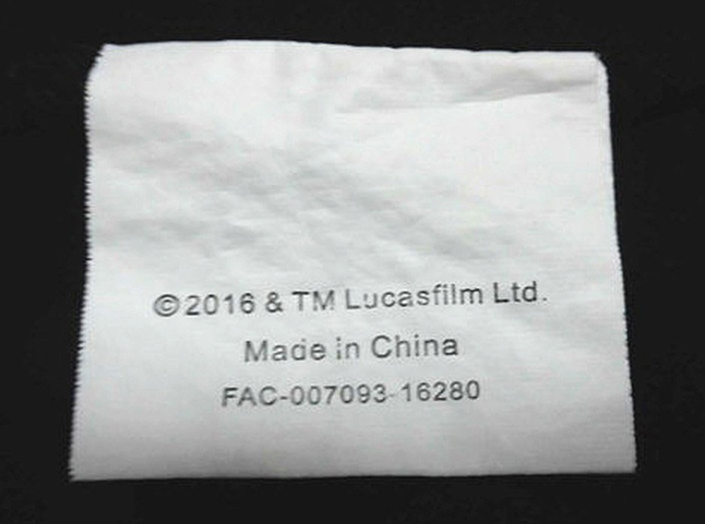 ©2016 & TM Lucasfilm Ltd.
Made in China
FAC-007093-16280